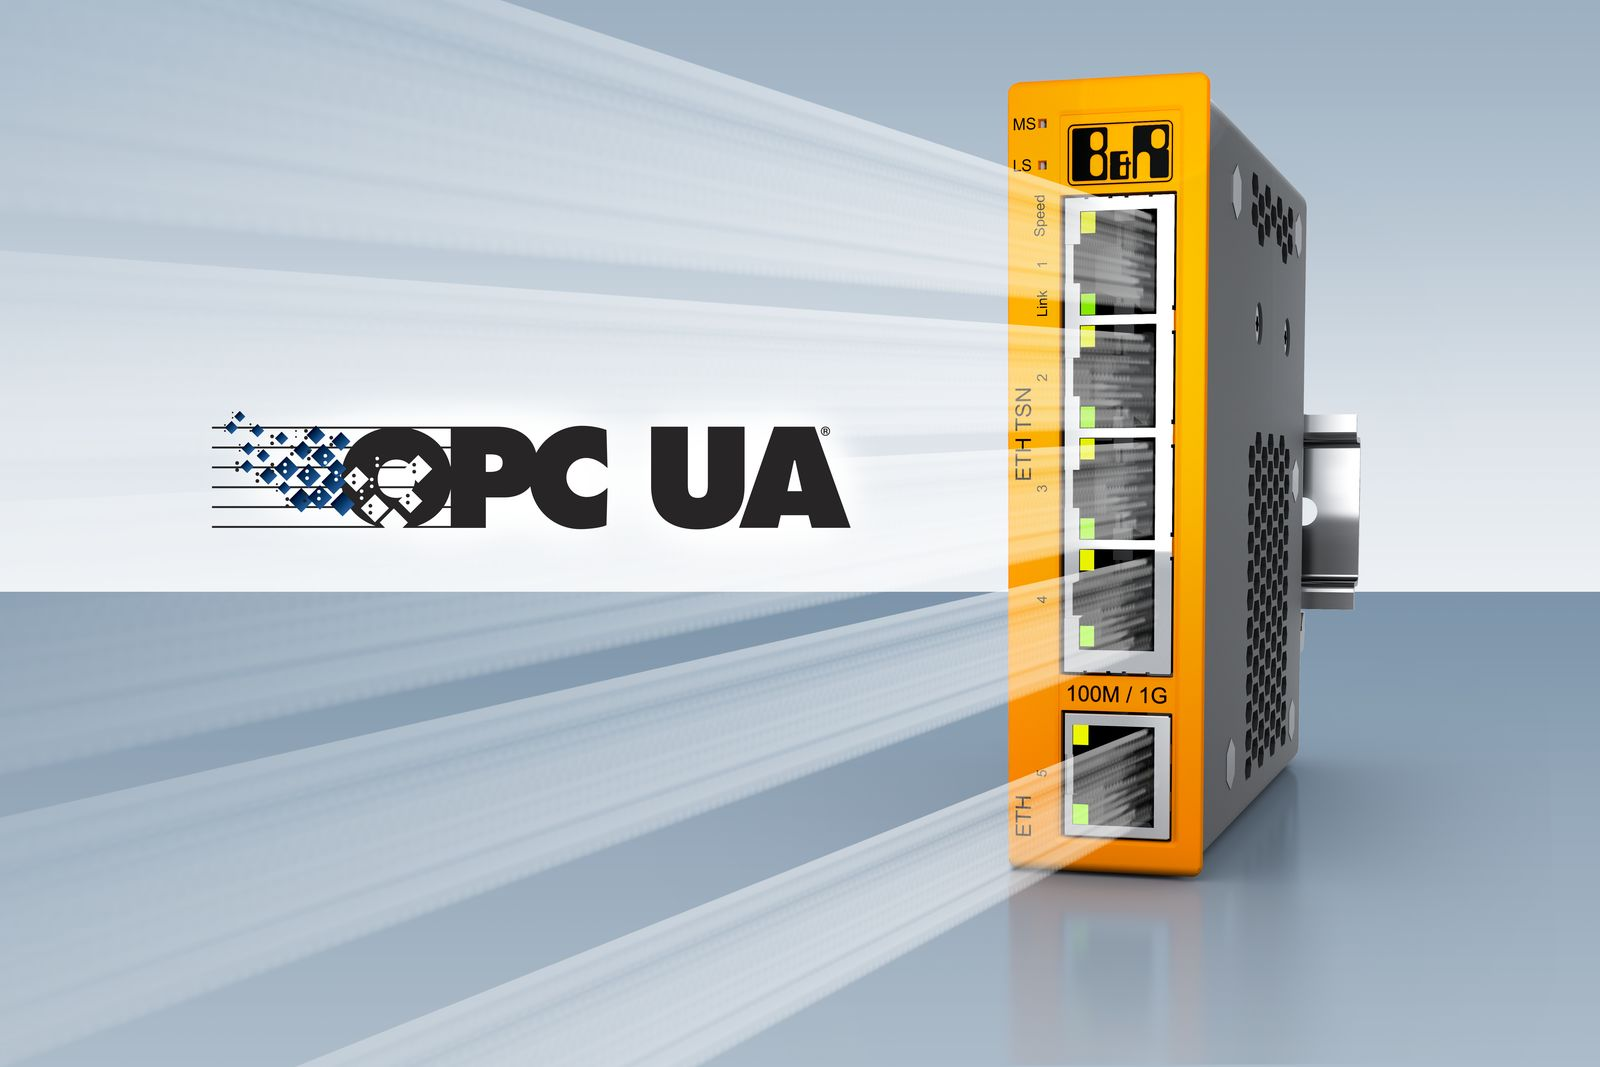 OPC UA®
MS
B&R
LS
Speed
1
Link
2
ETH TSN
3
4
100M / 1G
5
ETH